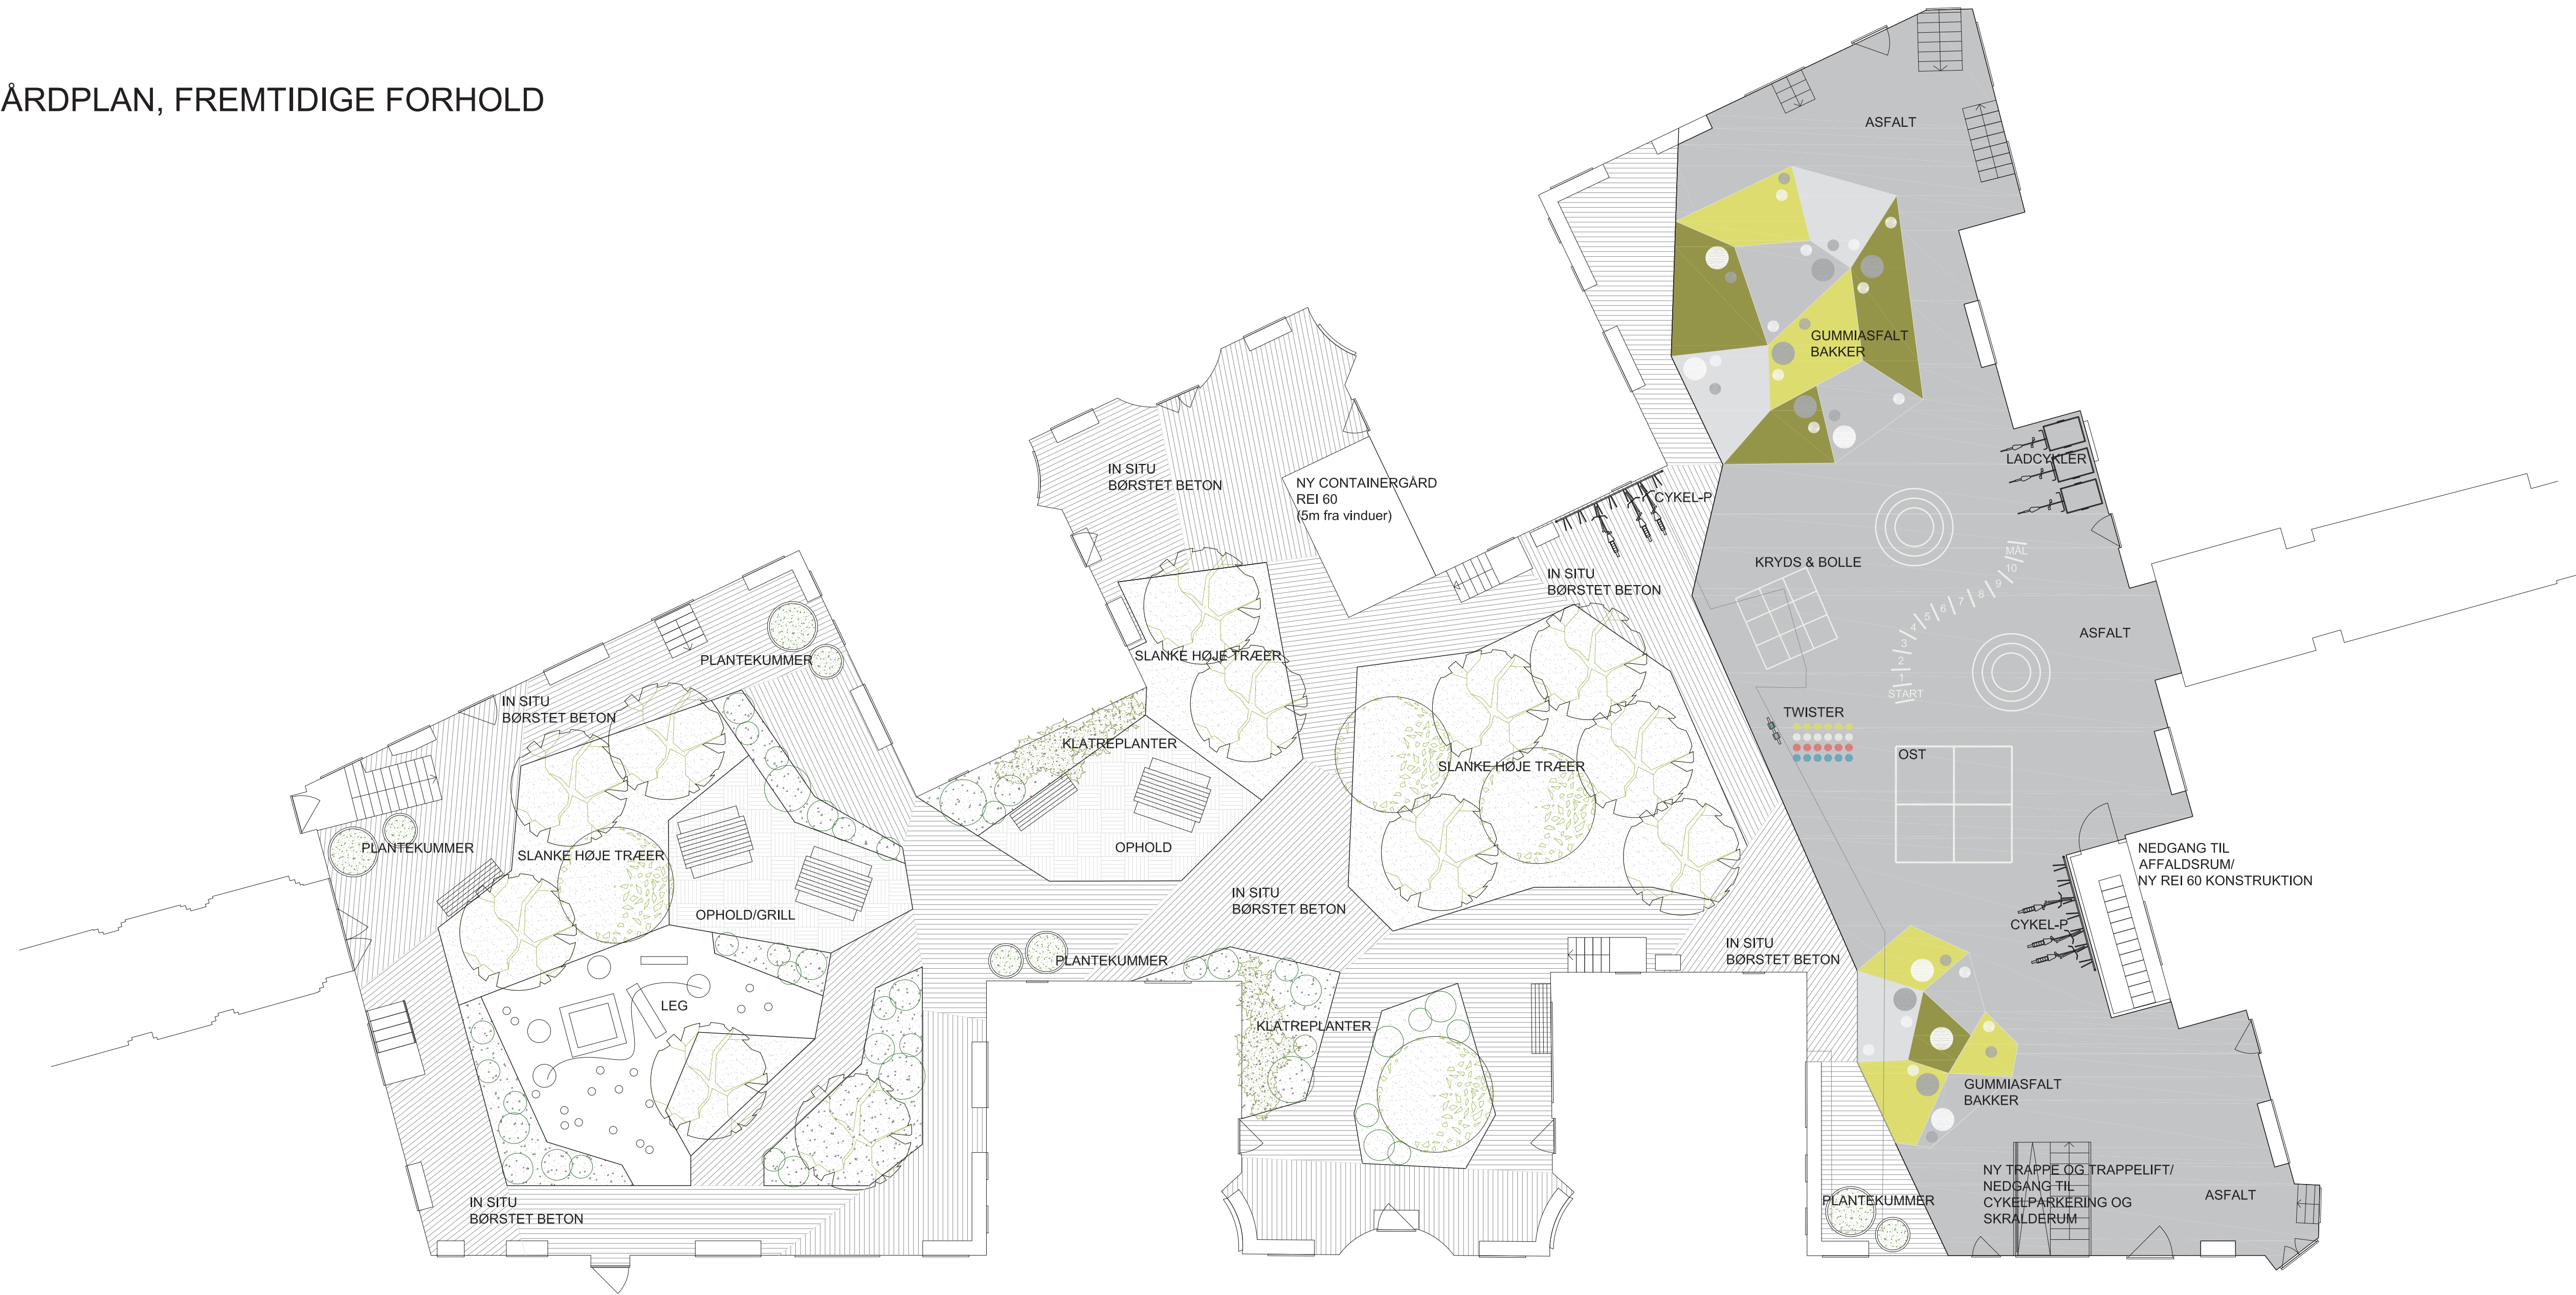 ÅRDPLAN, FREMTIDIGE FORHOLD
ASFALT
GUMMIASFALT
BAKKER
LADCYKLER
IN SITU
BØRSTET BETON
NY CONTAINERGÅRD
REI 60
(5m fra vinduer)
CYKEL-P
KRYDS & BOLLE
MÅL
10
9
8
7
6
5
4
3
2
1
START
IN SITU
BØRSTET BETON
ASFALT
PLANTEKUMMER
SLANKE HØJE TRÆER
IN SITU
BØRSTET BETON
TWISTER
KLATREPLANTER
OST
SLANKE HØJE TRÆER
PLANTEKUMMER
SLANKE HØJE TRÆER
OPHOLD
NEDGANG TIL
AFFALDSRUM/
NY REI 60 KONSTRUKTION
IN SITU
BØRSTET BETON
OPHOLD/GRILL
CYKEL-P
IN SITU
BØRSTET BETON
PLANTEKUMMER
LEG
KLATREPLANTER
GUMMIASFALT
BAKKER
NY TRAPPE OG TRAPPELIFT/
NEDGANG TIL
CYKELPARKERING OG
SKRALDERUM
ASFALT
PLANTEKUMMER
IN SITU
BØRSTET BETON